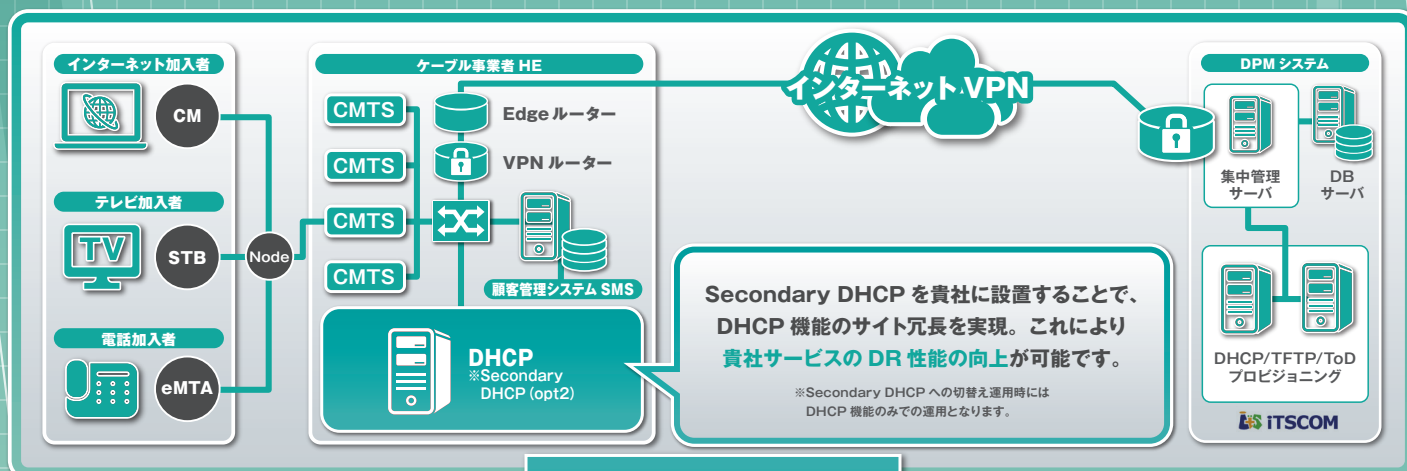 インターネット加入者
CM
テレビ加入者
TV
STB
電話加入者
eMTA
Node
ケーブル事業者 HE
CMTS
CMTS
CMTS
CMTS
Edge ルーター
VPN ルーター
顧客管理システム SMS
DHCP
※Secondary
DHCP (opt2)
インターネット VPN
Secondary DHCP を貴社に設置することで、
DHCP 機能のサイト冗長を実現。これにより
貴社サービスの DR 性能の向上が可能です。
※Secondary DHCP への切替え運用時には
DHCP 機能のみでの運用となります。
DPM システム
集中管理
サーバ
DB
サーバ
DHCP/TFTP/ToD
プロビジョニング
iTSCOM